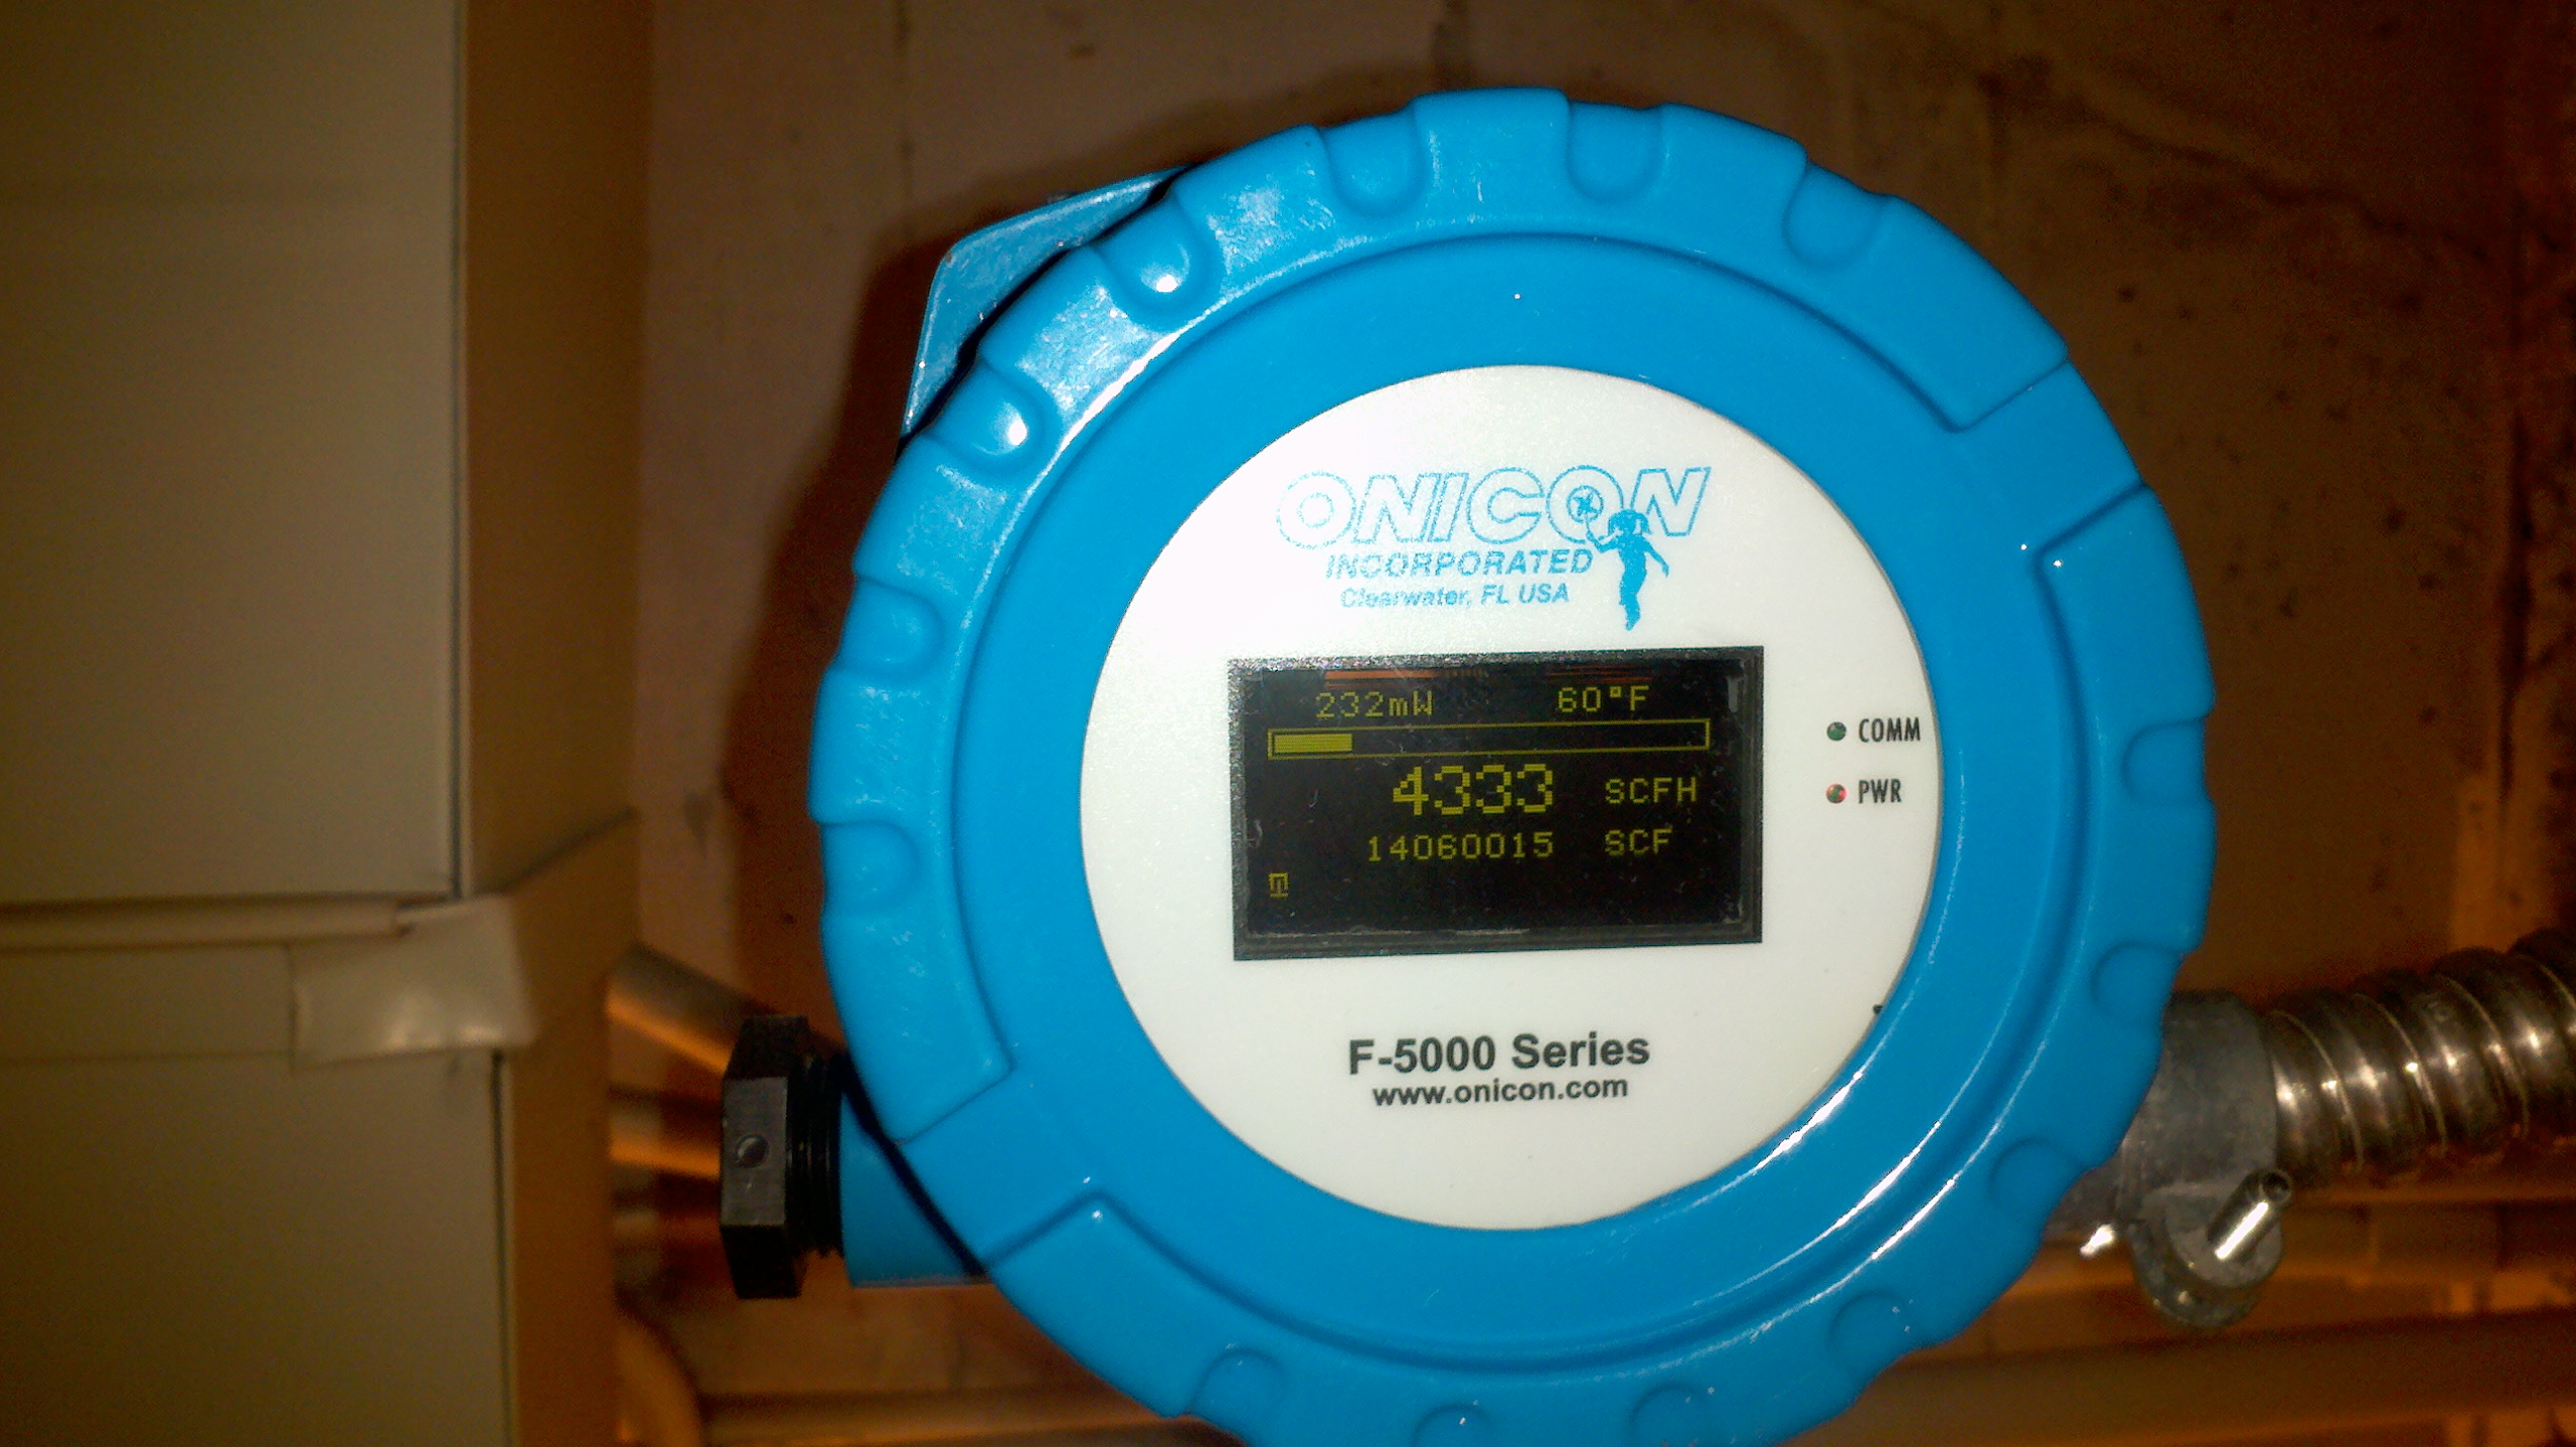 ONICON
INCORPORATED
Clearwater, FL USA
232mW 60°F
4333 SCFH
14060015 SCF
COMM
PWR
F-5000 Series
www.onicon.com